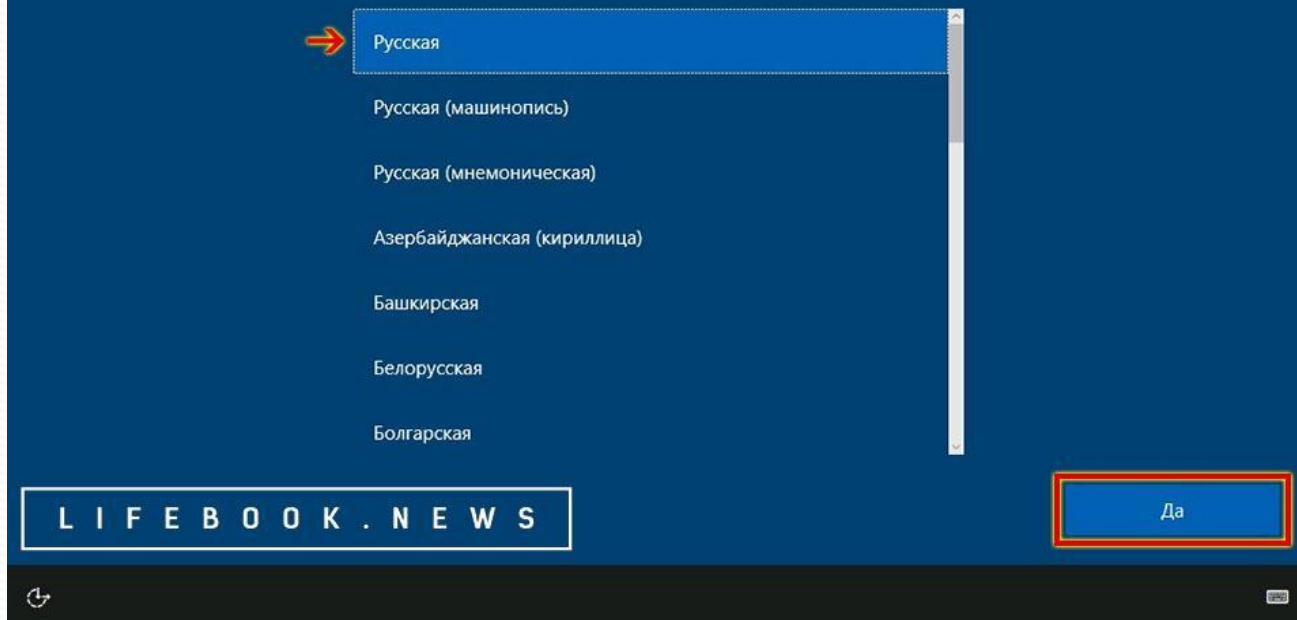 Русская
Русская (машинопись)
Русская (мнемоническая)
Азербайджанская (кириллица)
Башкирская
Белорусская
Болгарская
LIFEBOOK.NEWS
Да